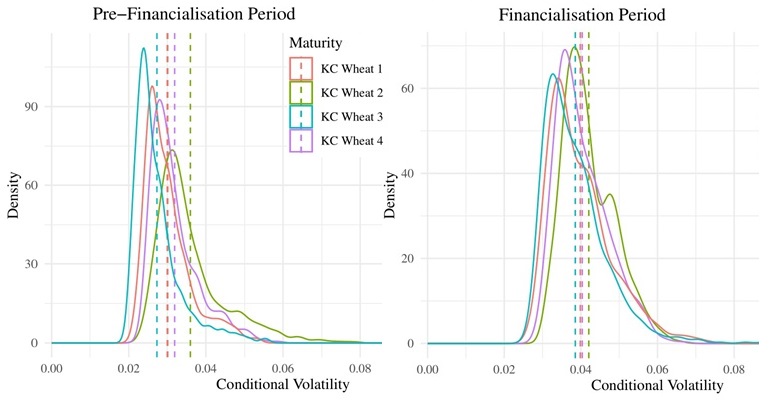 Pre−Financialisation Period
Maturity
KC Wheat 1
KC Wheat 2
KC Wheat 3
KC Wheat 4
Density
90
60
30
0
0.00 0.02 0.04 0.06 0.08
Conditional Volatility
Financialisation Period
Density
60
40
20
0
0.00 0.02 0.04 0.06 0.08
Conditional Volatility